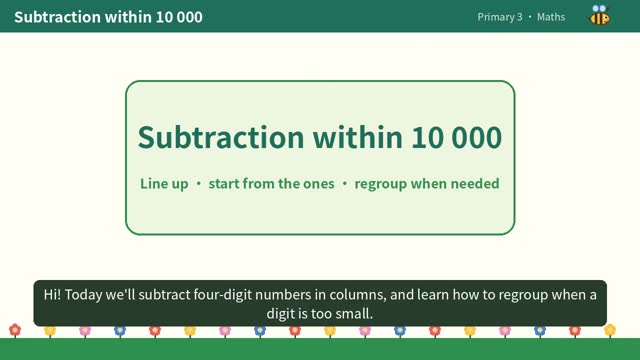 Subtraction within 10 000
Primary 3 • Maths
Subtraction within 10 000
Line up • start from the ones • regroup when needed
Hi! Today we'll subtract four-digit numbers in columns, and learn how to regroup when a
digit is too small.